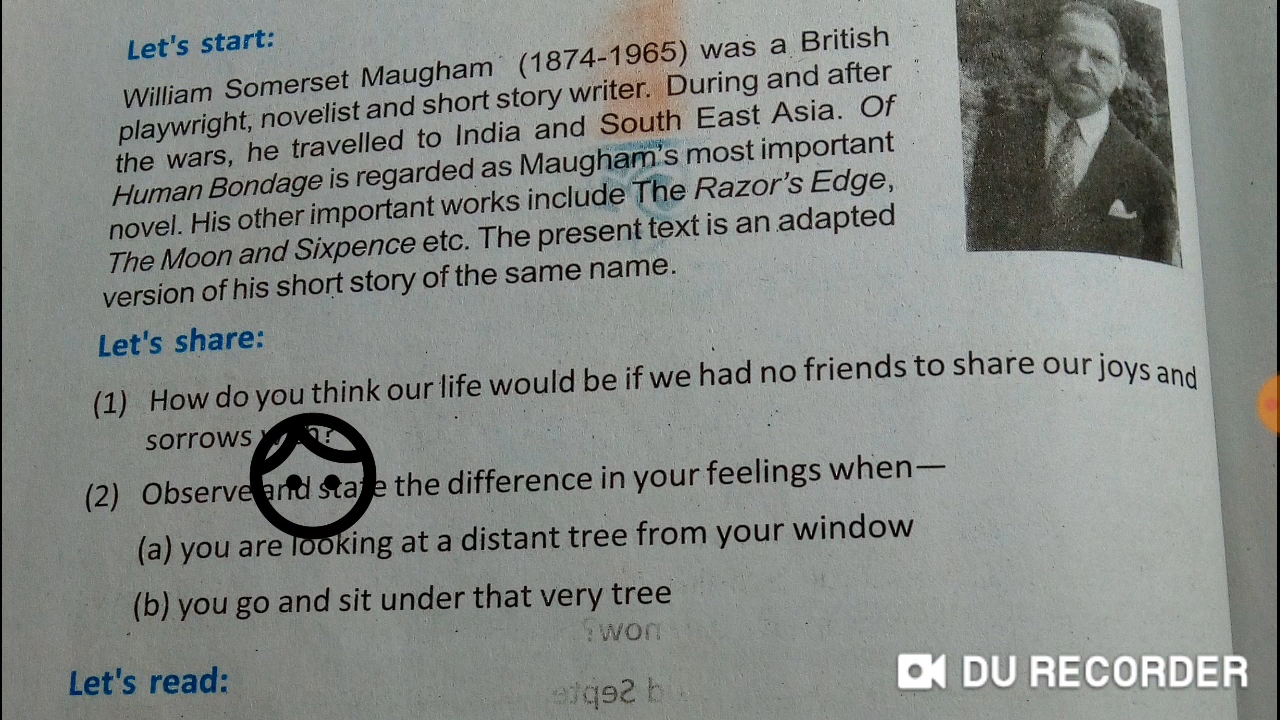 Let's start:
William Somerset Maugham (1874-1965) was a British
playwright, novelist and short story writer. During and after
the wars, he travelled to India and South East Asia. Of
Human Bondage is regarded as Maugham's most important
novel. His other important works include The Razor's Edge,
The Moon and Sixpence etc. The present text is an adapted
version of his short story of the same name.
Let's share:
(1) How do you think our life would be if we had no friends to share our joys and
sorrows with?
(2) Observe and state the difference in your feelings when—
(a) you are looking at a distant tree from your window
(b) you go and sit under that very tree
Let's read:
DU RECORDER